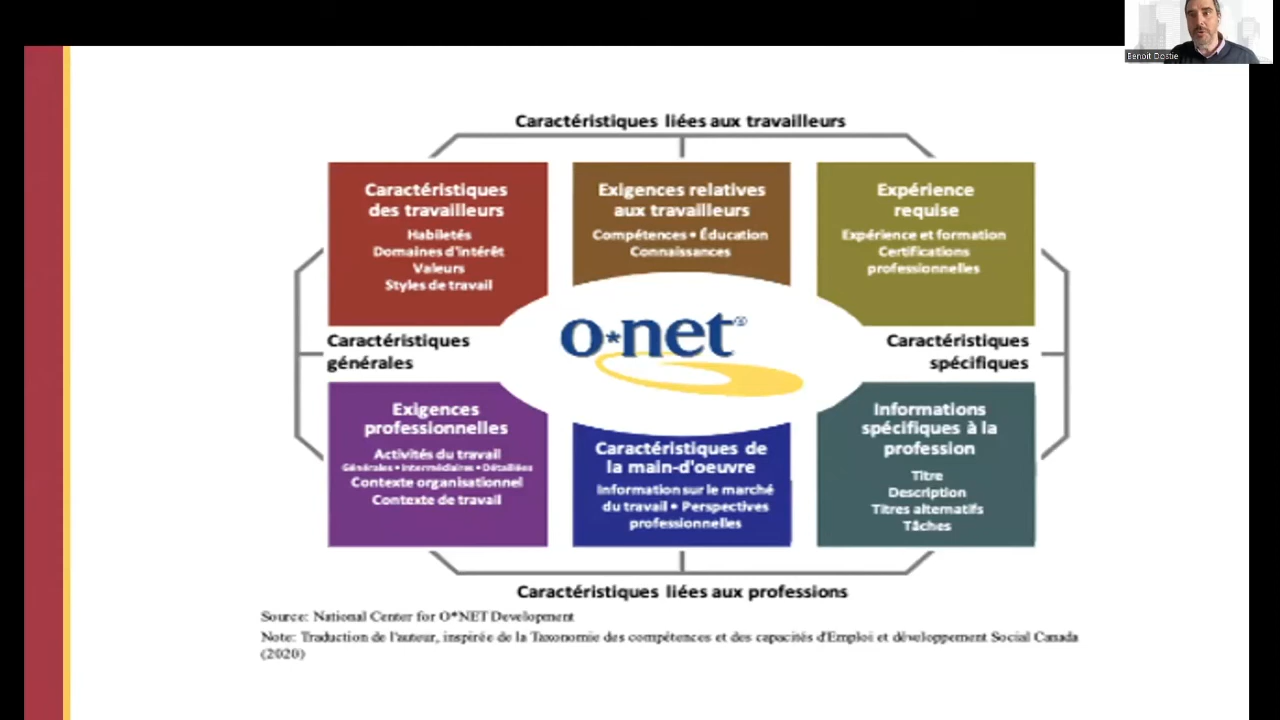 Benoit Dostie
Caractéristiques liées aux travailleurs
Caractéristiques
des travailleurs
Habiletés
Domaines d'intérêt
Valeurs
Styles de travail
Exigences relatives
aux travailleurs
Compétences • Éducation
Connaissances
Expérience
requise
Expérience et formation
Certifications
professionnelles
Caractéristiques
générales
o*net®
Caractéristiques
spécifiques
Exigences
professionnelles
Activités du travail
Générales • Intermédiaires • Détaillées
Contexte organisationnel
Contexte de travail
Caractéristiques de
la main-d'oeuvre
Information sur le marché
du travail • Perspectives
professionnelles
Informations
spécifiques à la
profession
Titre
Description
Titres alternatifs
Tâches
Caractéristiques liées aux professions
Source: National Center for O*NET Development
Note: Traduction de l'auteur, inspirée de la Taxonomie des compétences et des capacités d'Emploi et développement Social Canada
(2020)